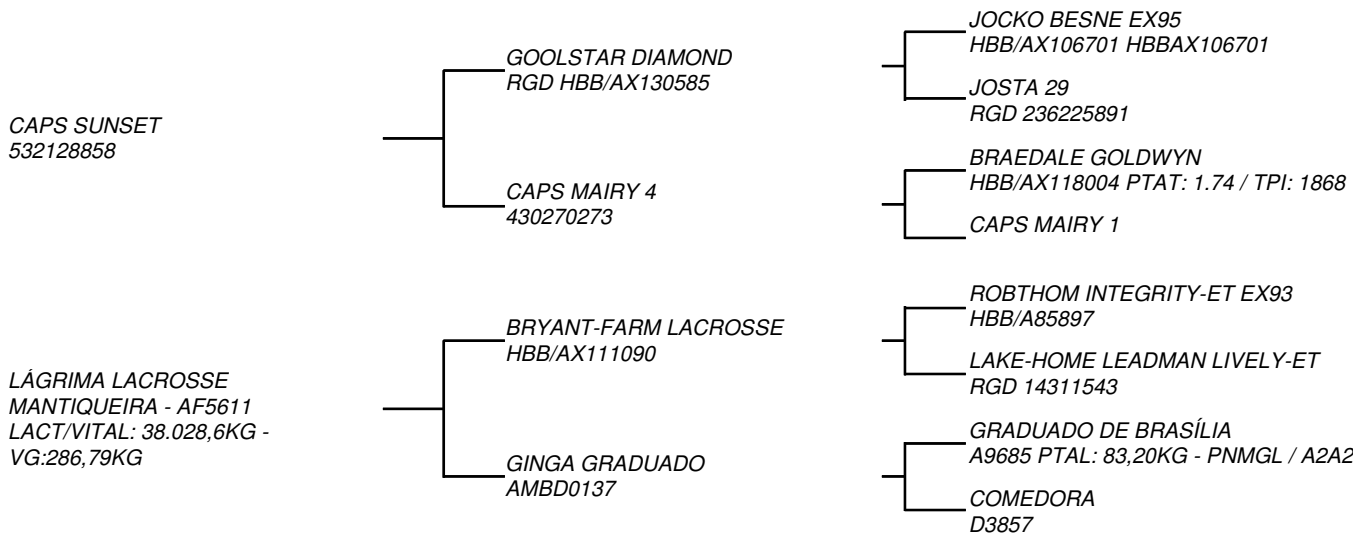 JOCKO BESNE EX95
HBB/AX106701 HBBAX106701
GOOLSTAR DIAMOND
RGD HBB/AX130585
JOSTA 29
RGD 236225891
CAPS SUNSET
532128858
BRAEDALE GOLDWYN
HBB/AX118004 PTAT: 1.74 / TPI: 1868
CAPS MAIRY 4
430270273
CAPS MAIRY 1
ROBTHOM INTEGRITY-ET EX93
HBB/A85897
BRYANT-FARM LACROSSE
HBB/AX111090
LAKE-HOME LEADMAN LIVELY-ET
RGD 14311543
LÁGRIMA LACROSSE
MANTIQUEIRA - AF5611
LACT/VITAL: 38.028,6KG -
VG:286,79KG
GRADUADO DE BRASÍLIA
A9685 PTAL: 83,20KG - PNMGL / A2A2
GINGA GRADUADO
AMBD0137
COMEDORA
D3857